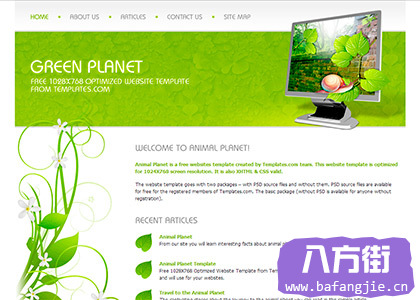 HOME ABOUT US ARTICLES CONTACT US SITE MAP
GREEN PLANET
FREE 1028X768 OPTIMIZED WEBSITE TEMPLATE
FROM TEMPLATES.COM
WELCOME TO ANIMAL PLANET!
Animal Planet is a free websites template created by Templates.com team. This website template is optimized
for 1024X768 screen resolution. It is also XHTML & CSS valid.
The website template goes with two packages – with PSD source files and without them. PSD source files are available
for free for the registered members of Templates.com. The basic package (without PSD is available for anyone without
registration).
RECENT ARTICLES
Animal Planet
From our site you will learn interesting facts about animal
Animal Planet Template
Free 1028X768 Optimized Website Template from
and will use for your websites.
Travel to the Animal Planet
八方街
www.bafangjie.cn